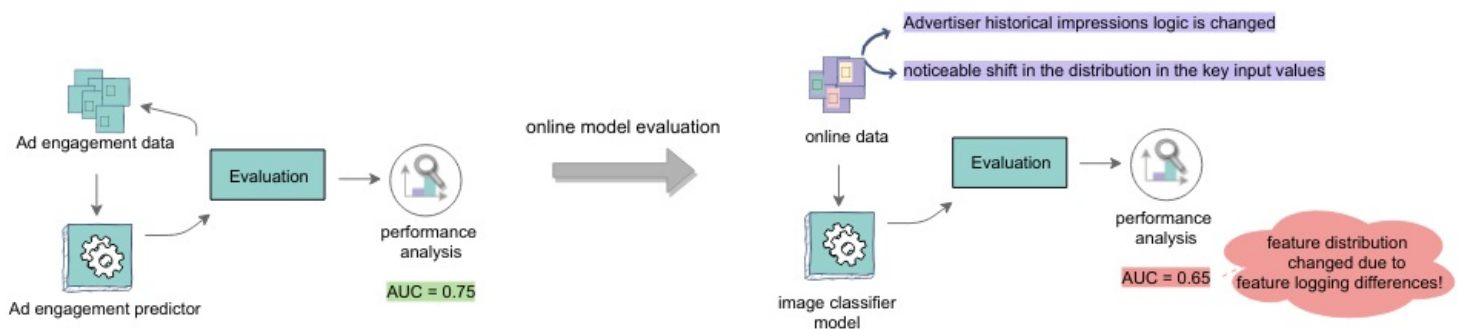 Ad engagement data
Evaluation
performance
analysis
AUC = 0.75
Ad engagement predictor
online model evaluation
Advertiser historical impressions logic is changed
noticeable shift in the distribution in the key input values
online data
Evaluation
performance
analysis
AUC = 0.65
image classifier
model
feature distribution
changed due to
feature logging differences!